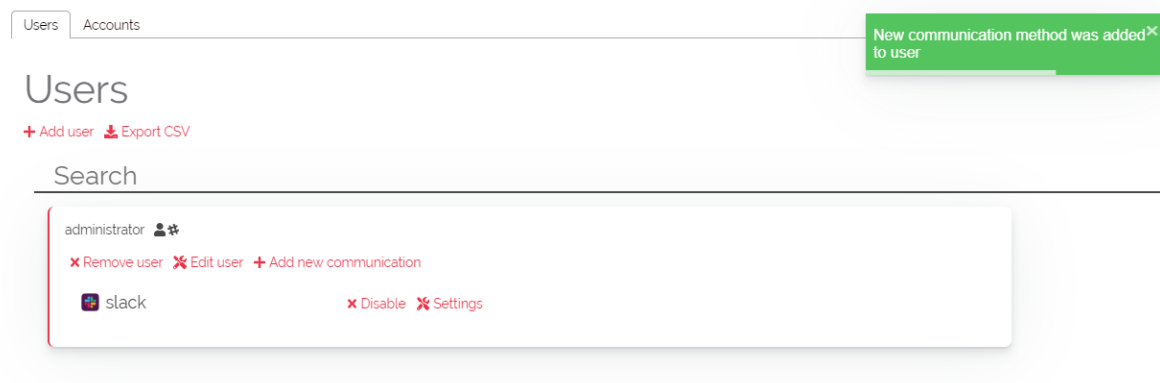 Users Accounts
New communication method was added
to user
Users
Add user Export CSV
Search
administrator
Remove user Edit user Add new communication
slack Disable Settings